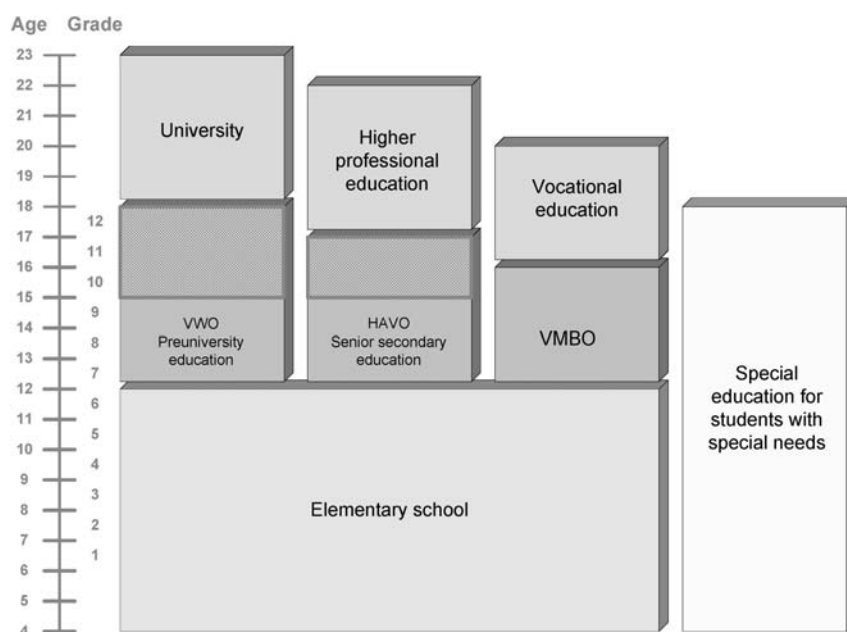 Age Grade
23
22
21
20
19
18
17
16
15
14
13
12
11
10
9
8
7
6
5
4
12
11
10
9
8
7
6
5
4
3
2
1
University
Higher
professional
education
Vocational
education
VWO
Preuniversity
education
HAVO
Senior secondary
education
VMBO
Special
education for
students with
special needs
Elementary school